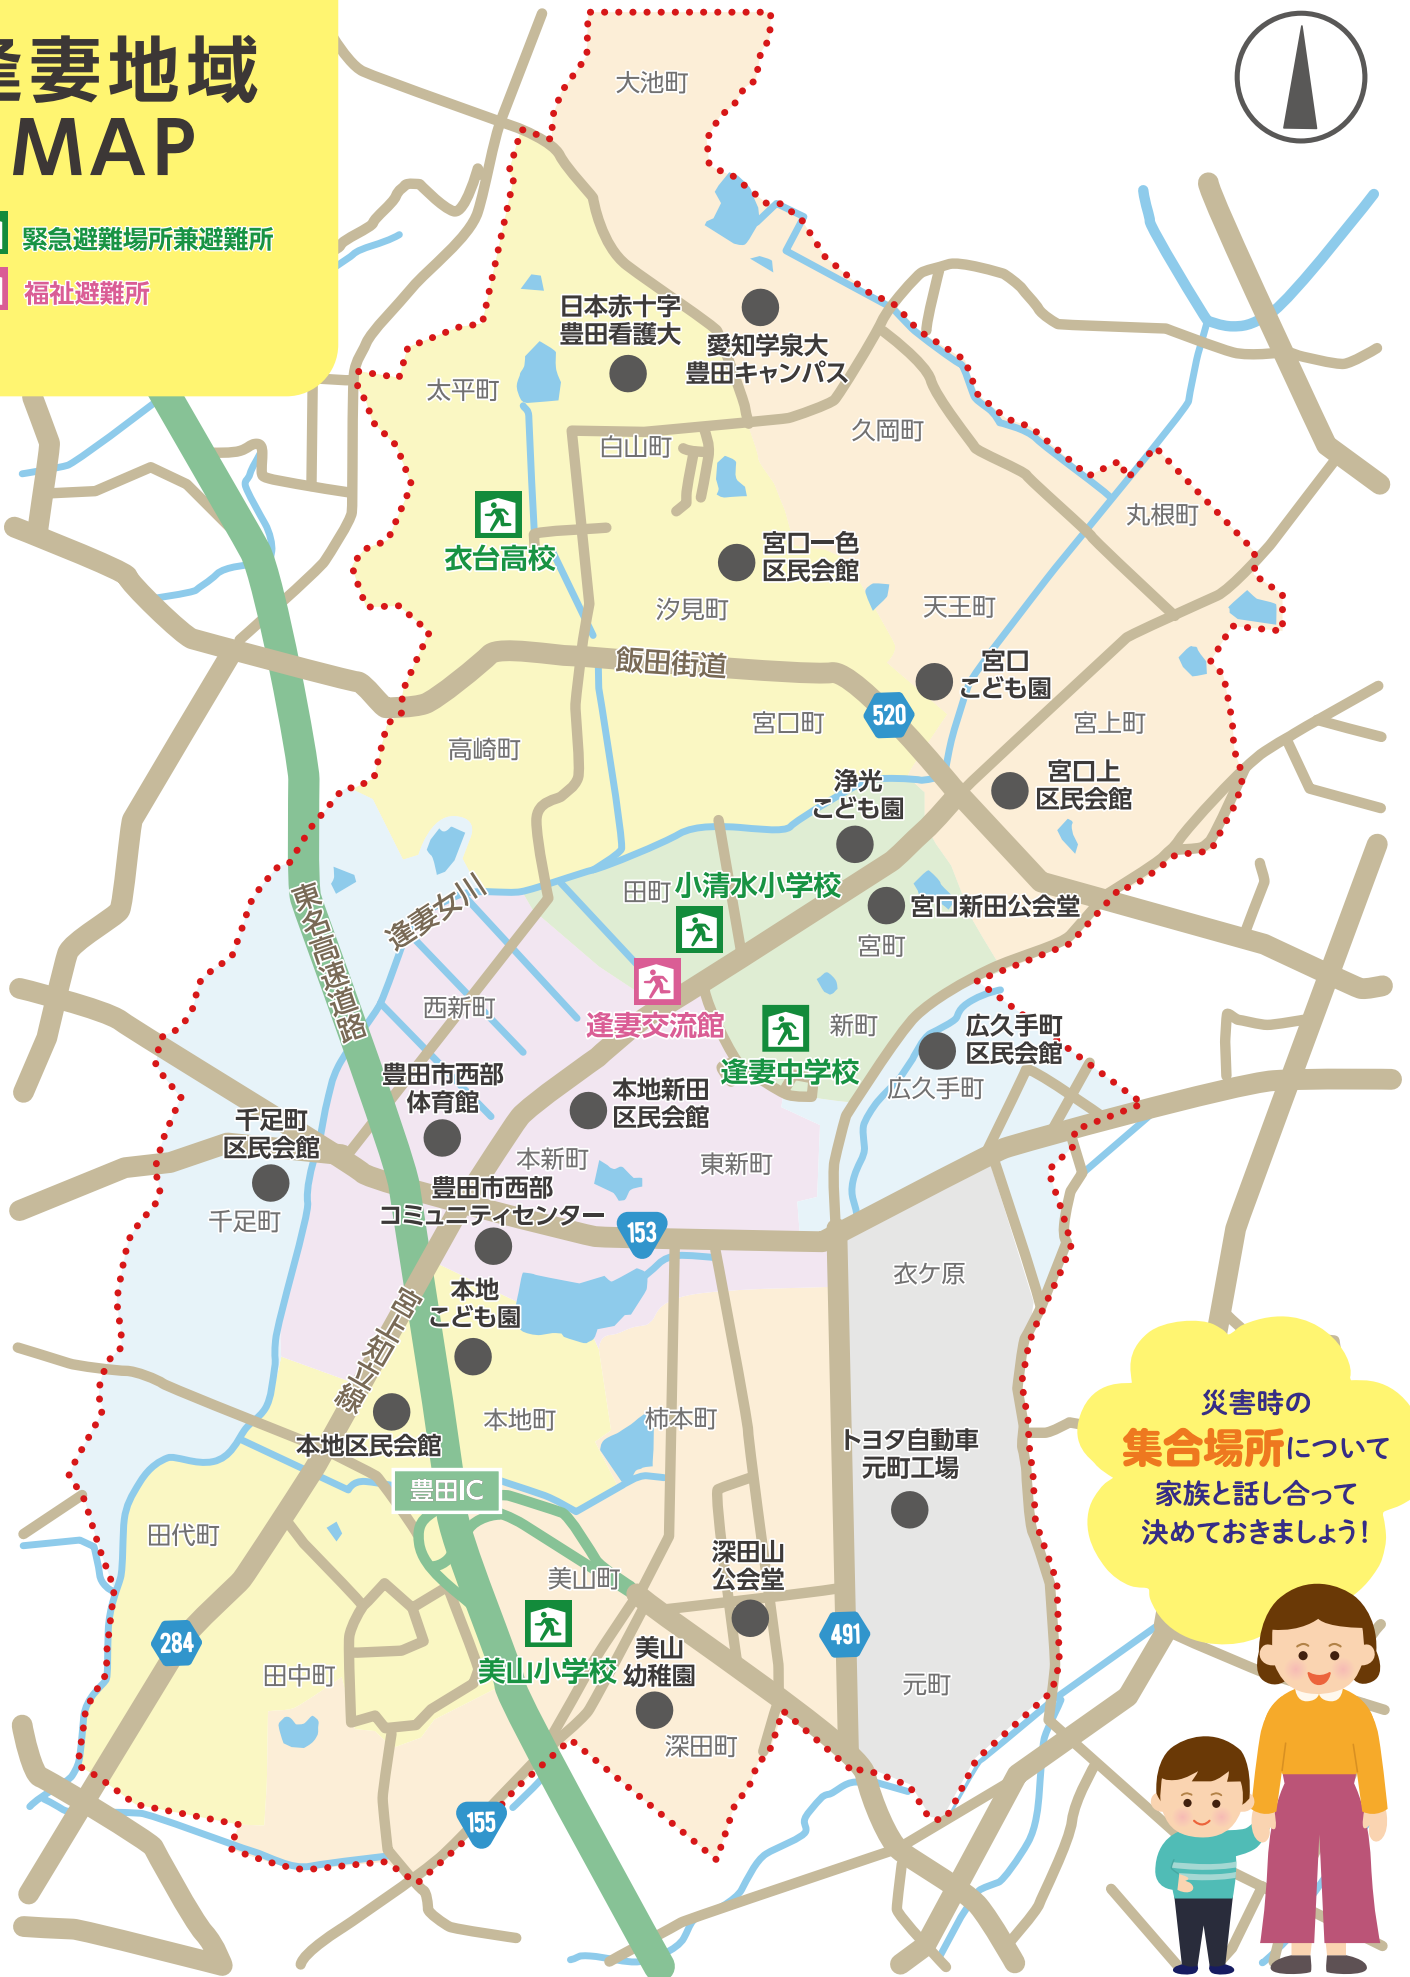 逢妻地域
MAP
緊急避難場所兼避難所
福祉避難所
大池町
日本赤十字
豊田看護大
愛知学泉大
豊田キャンパス
太平町
白山町
久岡町
丸根町
衣台高校
宮口一色
区民会館
汐見町
天王町
飯田街道
宮口
こども園
520
宮口町
宮上町
高崎町
浄光
こども園
宮口上
区民会館
田町
小清水小学校
宮口新田公会堂
宮町
逢妻女川
東名高速道路
西新町
逢妻交流館
新町
逢妻中学校
広久手町
区民会館
広久手町
豊田市西部
体育館
本地新田
区民会館
千足町
区民会館
千足町
本新町
東新町
豊田市西部
コミュニティセンター
153
衣ケ原
本地
こども園
宮上知立線
本地区民会館
本地町
柿本町
トヨタ自動車
元町工場
豊田IC
田代町
深田山
公会堂
美山町
美山小学校
美山
幼稚園
491
284
田中町
元町
深田町
155
災害時の
集合場所について
家族と話し合って
決めておきましょう!